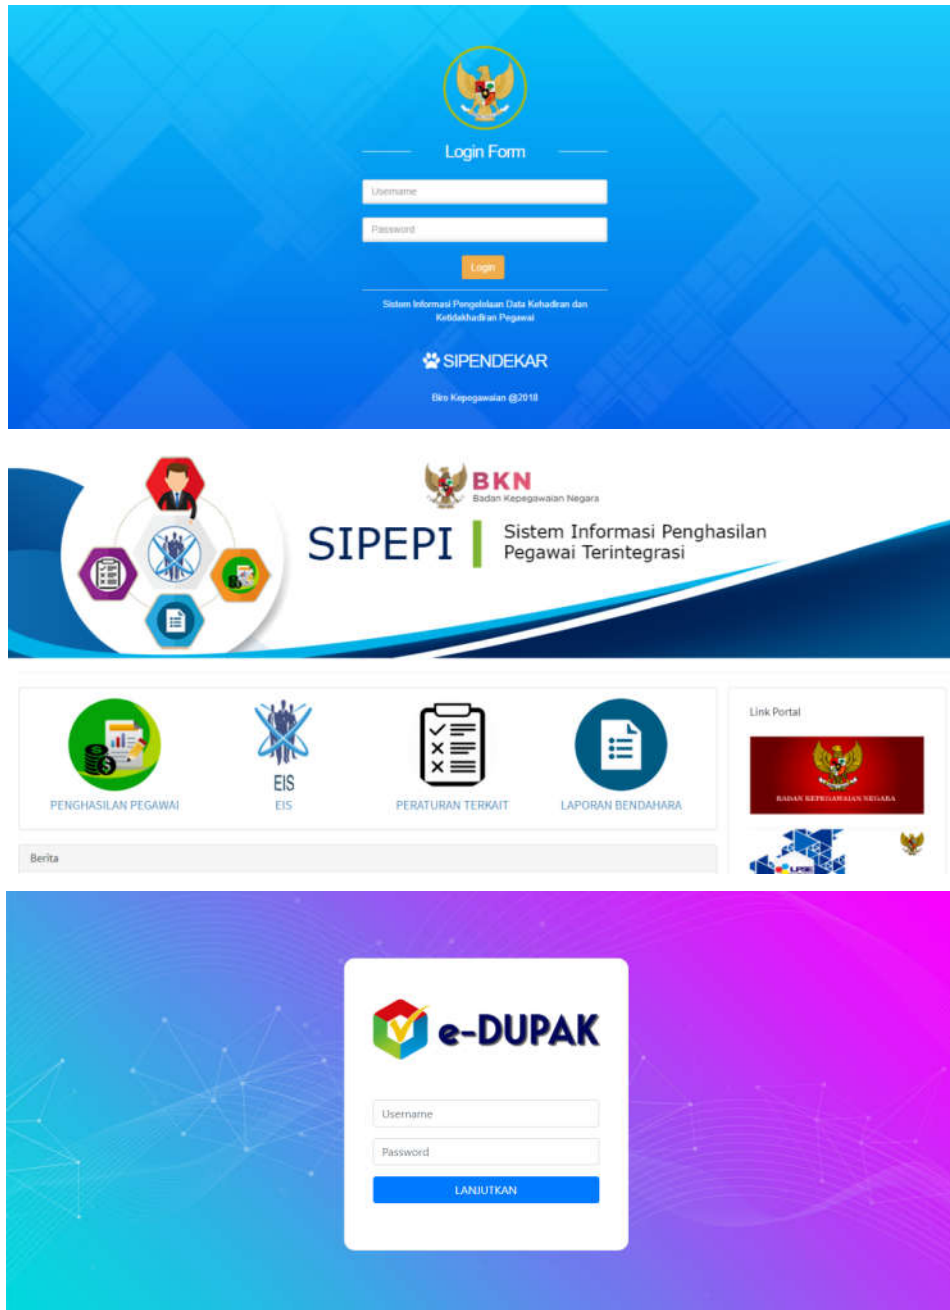 Login Form
Username
Password
Login
Sistem Informasi Pengelolaan Data Kehadiran dan
Ketidakhadiran Pegawai
SIPENDEKAR
Biro Kepegawaian @2018
BKN
Badan Kepegawaian Negara
SIPEPI
Sistem Informasi Penghasilan
Pegawai Terintegrasi
PENGHASILAN PEGAWAI
EIS
EIS
PERATURAN TERKAIT
LAPORAN BENDAHARA
Link Portal
BADAN KEPEGAWAIAN NEGARA
LPSE
Berita
e-DUPAK
Username
Password
LANJUTKAN